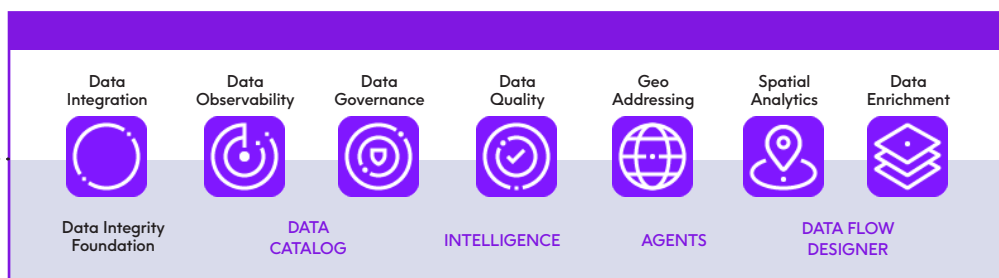 Data
Integration
Data
Observability
Data
Governance
Data
Quality
Geo
Addressing
Spatial
Analytics
Data
Enrichment
Data Integrity
Foundation
DATA
CATALOG
INTELLIGENCE
AGENTS
DATA FLOW
DESIGNER